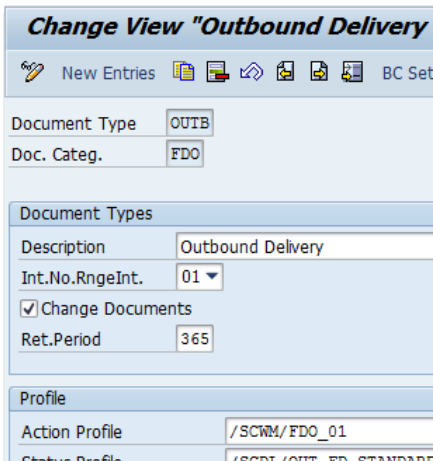 Change View "Outbound Delivery
New Entries BC Set
Document Type OUTB
Doc. Categ. FDO
Document Types
Description Outbound Delivery
Int.No.RngeInt. 01
Change Documents
Ret.Period 365
Profile
Action Profile /SCWM/FDO_01